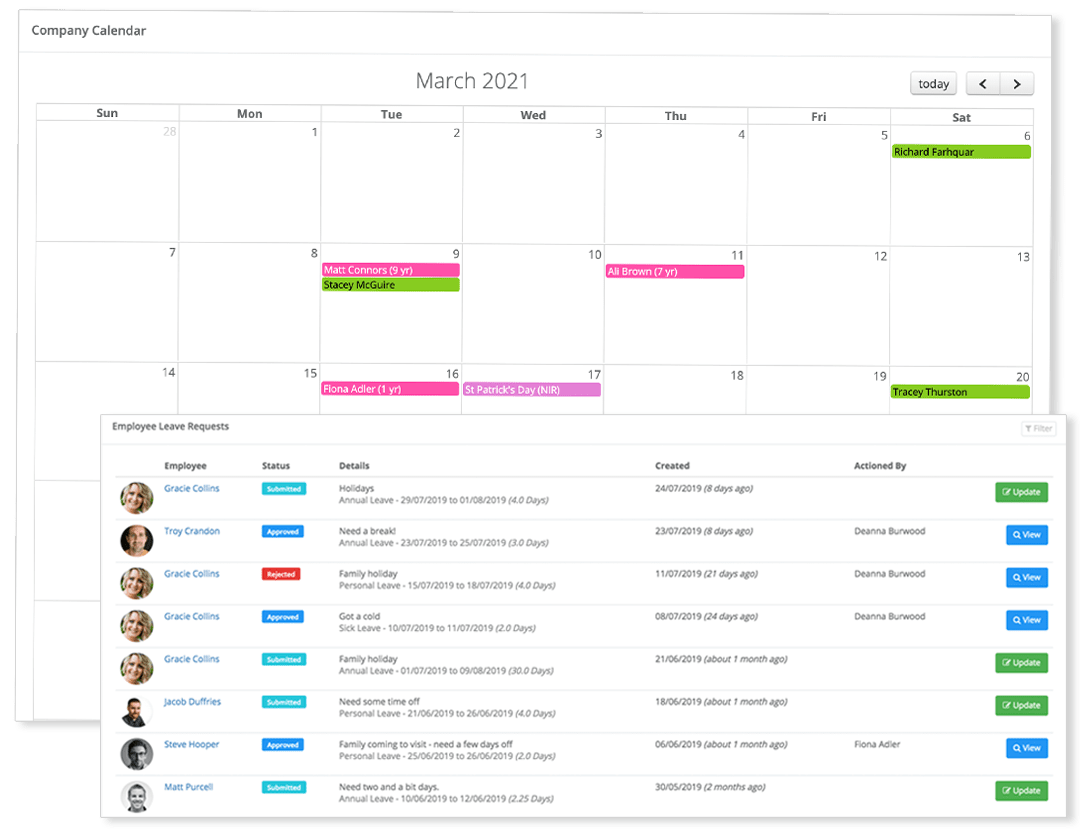 Company Calendar
March 2021
today
Sun Mon Tue Wed Thu Fri Sat
28 1 2 3 4 5 6
Richard Farhquar
7 8 9 10 11 12 13
Matt Connors (9 yr) Ali Brown (7 yr)
Stacey McGuire
14 15 16 17 18 19 20
Fiona Adler (1 yr) St Patrick's Day (NIR) Tracey Thurston
Employee Leave Requests Filter
Employee Status Details Created Actioned By
Gracie Collins Submitted Holidays 24/07/2019 (8 days ago) Update
Annual Leave - 29/07/2019 to 01/08/2019 (4.0 Days)
Troy Crandon Approved Need a break! 23/07/2019 (8 days ago) Deanna Burwood View
Annual Leave - 23/07/2019 to 25/07/2019 (3.0 Days)
Gracie Collins Rejected Family holiday 11/07/2019 (21 days ago) Deanna Burwood View
Personal Leave - 15/07/2019 to 18/07/2019 (4.0 Days)
Gracie Collins Approved Got a cold 08/07/2019 (24 days ago) Deanna Burwood View
Sick Leave - 10/07/2019 to 11/07/2019 (2.0 Days)
Gracie Collins Submitted Family holiday 21/06/2019 (about 1 month ago) Update
Annual Leave - 01/07/2019 to 09/08/2019 (30.0 Days)
Jacob Duffries Submitted Need some time off 18/06/2019 (about 1 month ago) Update
Personal Leave - 21/06/2019 to 26/06/2019 (4.0 Days)
Steve Hooper Approved Family coming to visit - need a few days off 06/06/2019 (about 1 month ago) Fiona Adler View
Personal Leave - 25/06/2019 to 26/06/2019 (2.0 Days)
Matt Purcell Submitted Need two and a bit days. 30/05/2019 (2 months ago) Update
Annual Leave - 10/06/2019 to 12/06/2019 (2.25 Days)